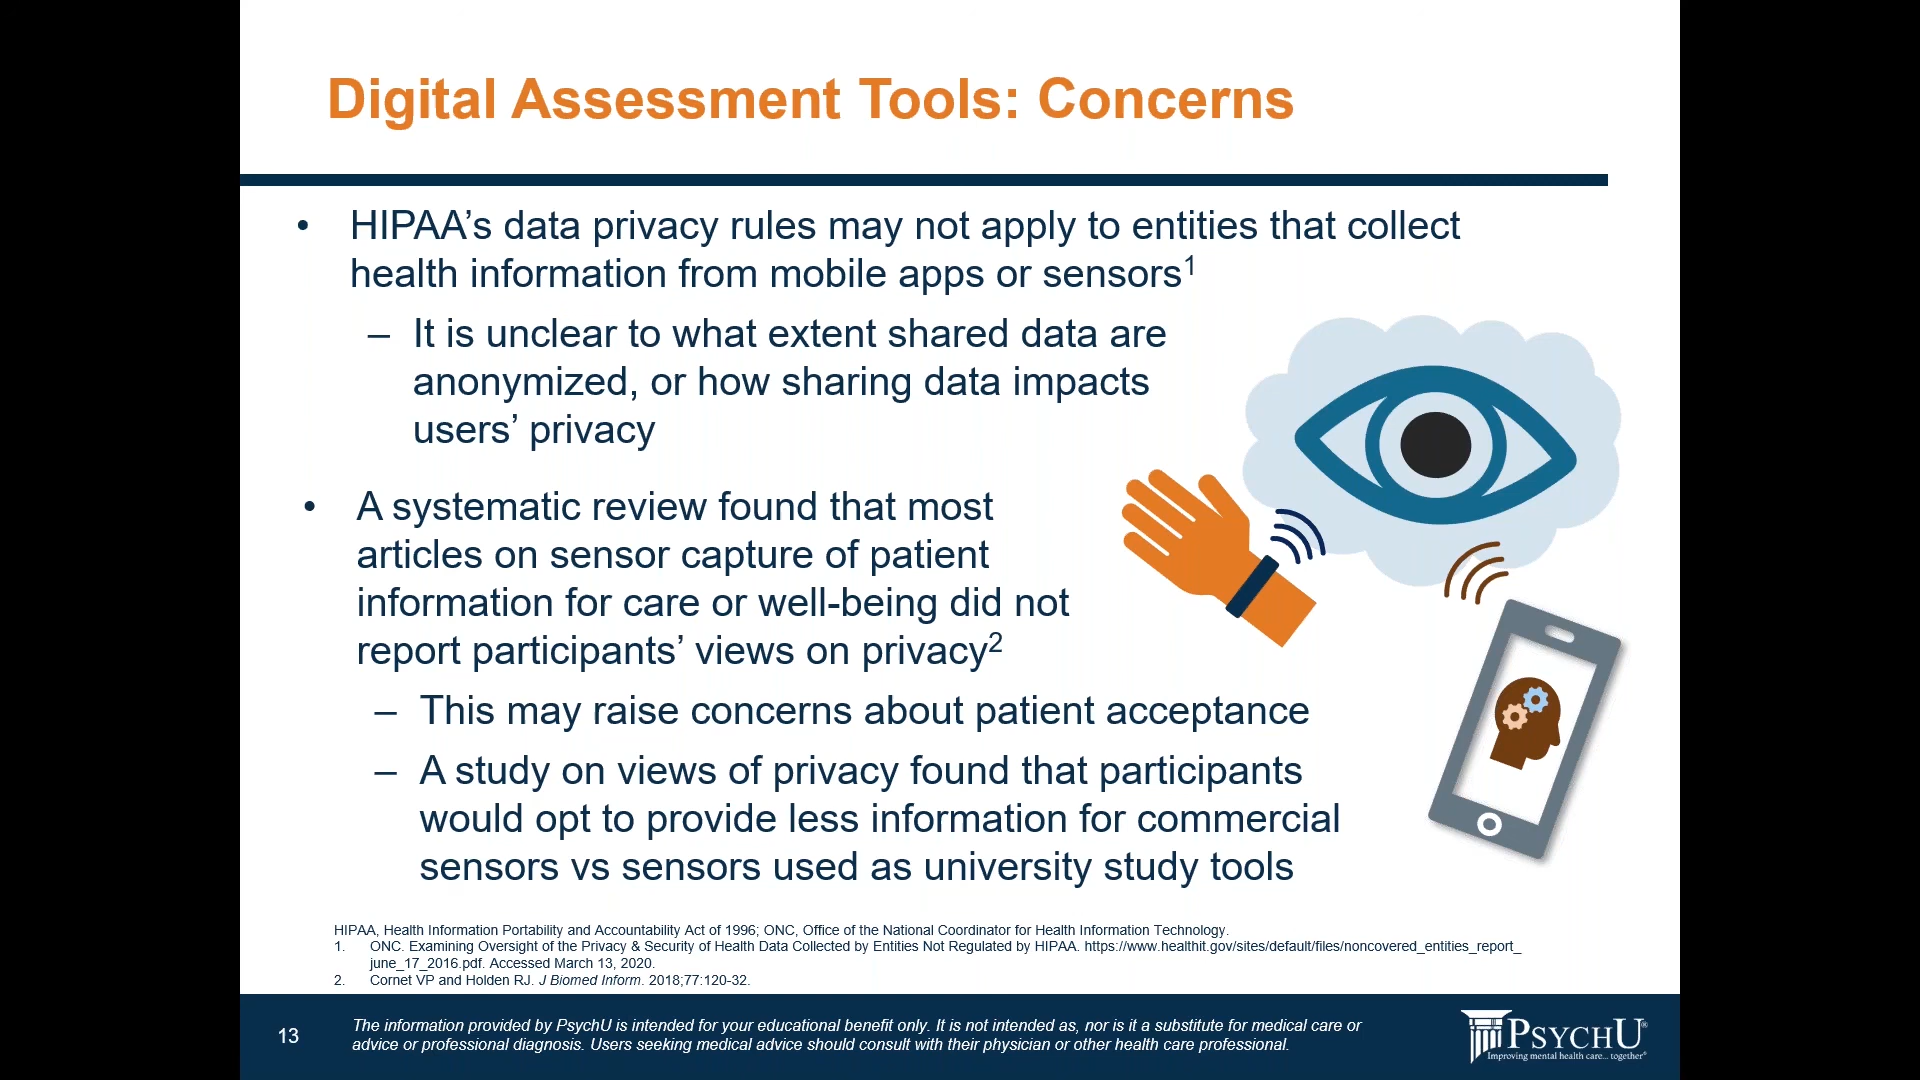 Digital Assessment Tools: Concerns
• HIPAA’s data privacy rules may not apply to entities that collect
health information from mobile apps or sensors1
– It is unclear to what extent shared data are
anonymized, or how sharing data impacts
users’ privacy
• A systematic review found that most
articles on sensor capture of patient
information for care or well-being did not
report participants’ views on privacy2
– This may raise concerns about patient acceptance
– A study on views of privacy found that participants
would opt to provide less information for commercial
sensors vs sensors used as university study tools
HIPAA, Health Information Portability and Accountability Act of 1996; ONC, Office of the National Coordinator for Health Information Technology.
1. ONC. Examining Oversight of the Privacy & Security of Health Data Collected by Entities Not Regulated by HIPAA. https://www.healthit.gov/sites/default/files/noncovered_entities_report_
june_17_2016.pdf. Accessed March 13, 2020.
2. Cornet VP and Holden RJ. J Biomed Inform. 2018;77:120-32.
13
The information provided by PsychU is intended for your educational benefit only. It is not intended as, nor is it a substitute for medical care or
advice or professional diagnosis. Users seeking medical advice should consult with their physician or other health care professional.
PSYCHU®
Improving mental health care... together®